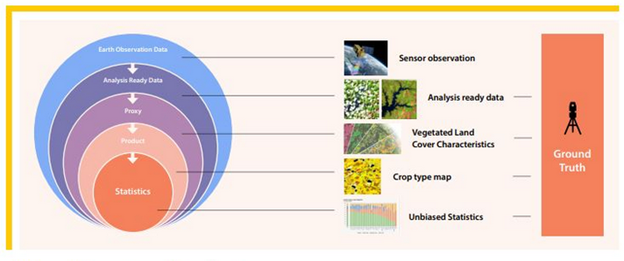 Earth Observation Data
Analysis Ready Data
Proxy
Product
Statistics
Sensor observation
Analysis ready data
Vegetated Land
Cover Characteristics
Crop type map
Unbiased Statistics
Ground
Truth